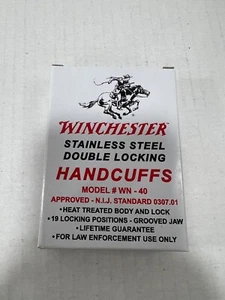 WINCHESTER
STAINLESS STEEL
DOUBLE LOCKING
HANDCUFFS
MODEL # WN - 40
APPROVED - N.I.J. STANDARD 0307.01
• HEAT TREATED BODY AND LOCK
• 19 LOCKING POSITIONS - GROOVED JAW
• LIFETIME GUARANTEE
• FOR LAW ENFORCEMENT USE ONLY